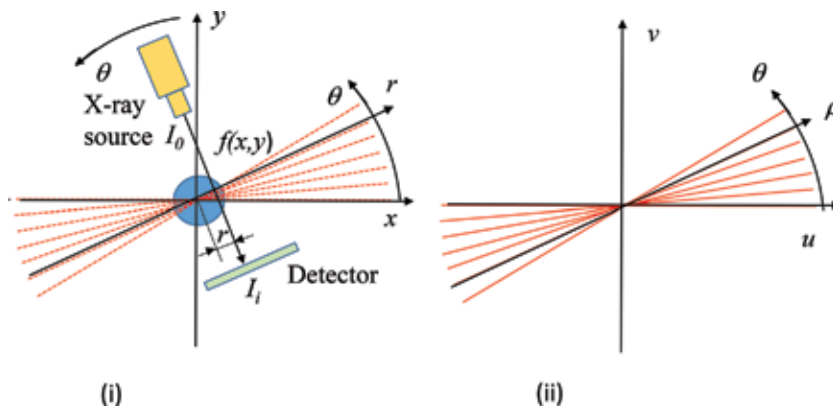 y
θ
X-ray
source
I₀
f(x,y)
θ
r
x
r
Detector
Iᵢ
(i)
v
θ
ρ
u
(ii)